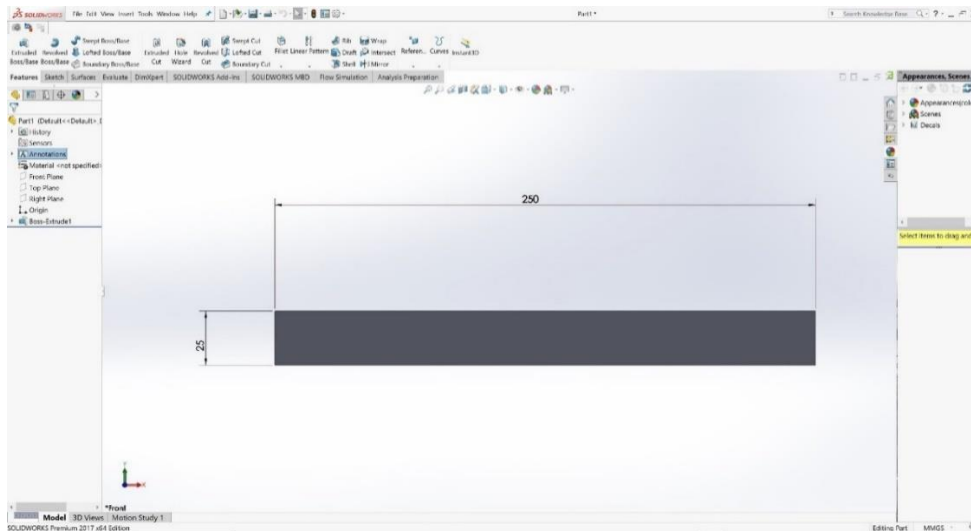 SOLIDWORKS File Edit View Insert Tools Window Help Part1 * Search Knowledge Base
Swept Boss/Base Swept Cut Rib Wrap
Extruded Revolved Lofted Boss/Base Extruded Hole Revolved Lofted Cut Fillet Linear Pattern Draft Intersect Referen... Curves Instant3D
Boss/Base Boss/Base Boundary Boss/Base Cut Wizard Cut Boundary Cut Shell Mirror
Features Sketch Surfaces Evaluate DimXpert SOLIDWORKS Add-Ins SOLIDWORKS MBD Flow Simulation Analysis Preparation
Appearances, Scenes
Appearances(colo
Scenes
Decals
Part1 (Default<<Default>
History
Sensors
Annotations
Material <not specified>
Front Plane
Top Plane
Right Plane
Origin
Boss-Extrude1
250
25
Select items to drag and
Y
X
*Front
Model 3D Views Motion Study 1
SOLIDWORKS Premium 2017 x64 Edition Editing Part MMGS